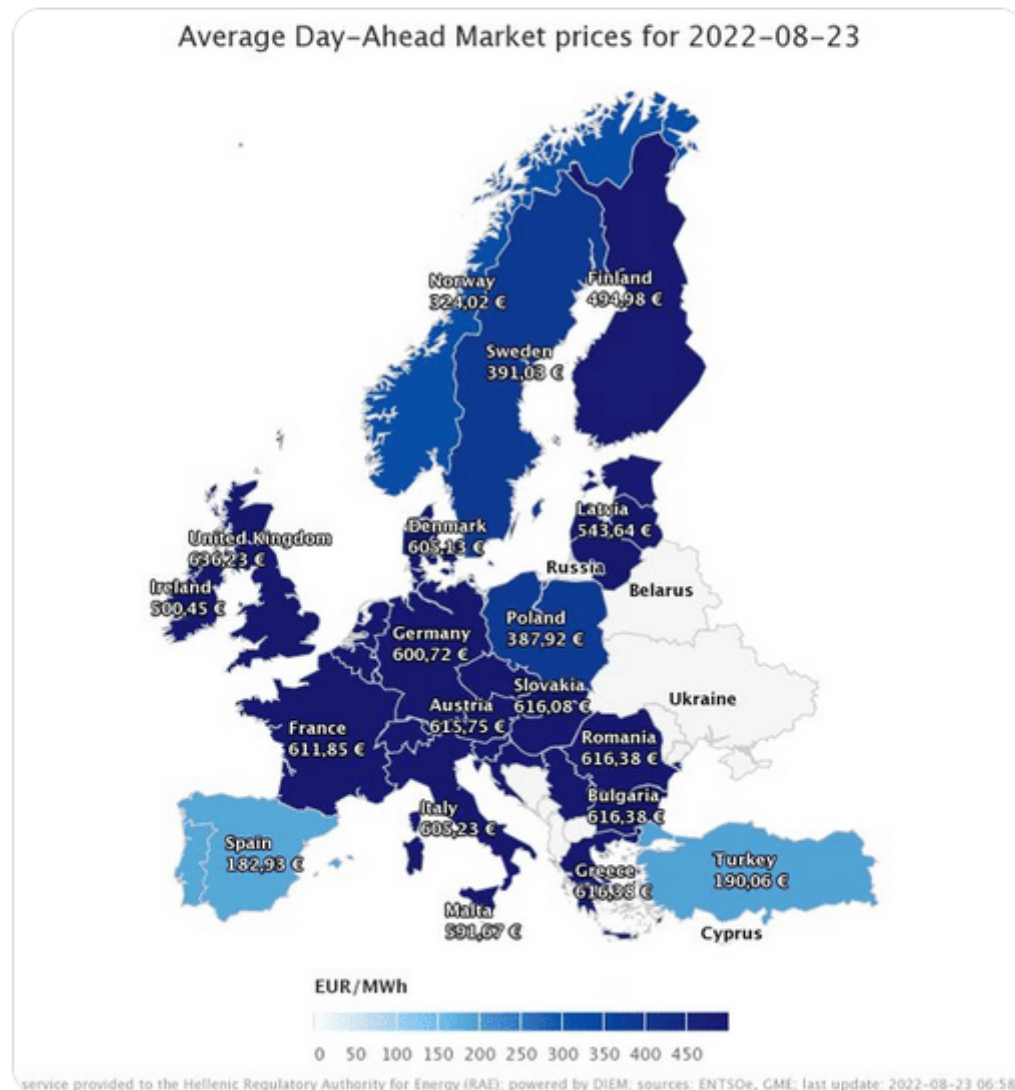 Average Day-Ahead Market prices for 2022-08-23
Norway
324,02 €
Finland
494,98 €
Sweden
391,03 €
Latvia
543,64 €
Denmark
605,13 €
United Kingdom
636,23 €
Ireland
500,45 €
Russia
Belarus
Poland
387,92 €
Germany
600,72 €
Slovakia
616,08 €
Ukraine
Austria
615,75 €
France
611,85 €
Romania
616,38 €
Bulgaria
616,38 €
Italy
605,23 €
Spain
182,93 €
Turkey
190,06 €
Greece
616,38 €
Malta
591,67 €
Cyprus
EUR/MWh
0 50 100 150 200 250 300 350 400 450
service provided to the Hellenic Regulatory Authority for Energy (RAE); powered by DIEM; sources: ENTSOe, GME; last update: 2022-08-23 06:58